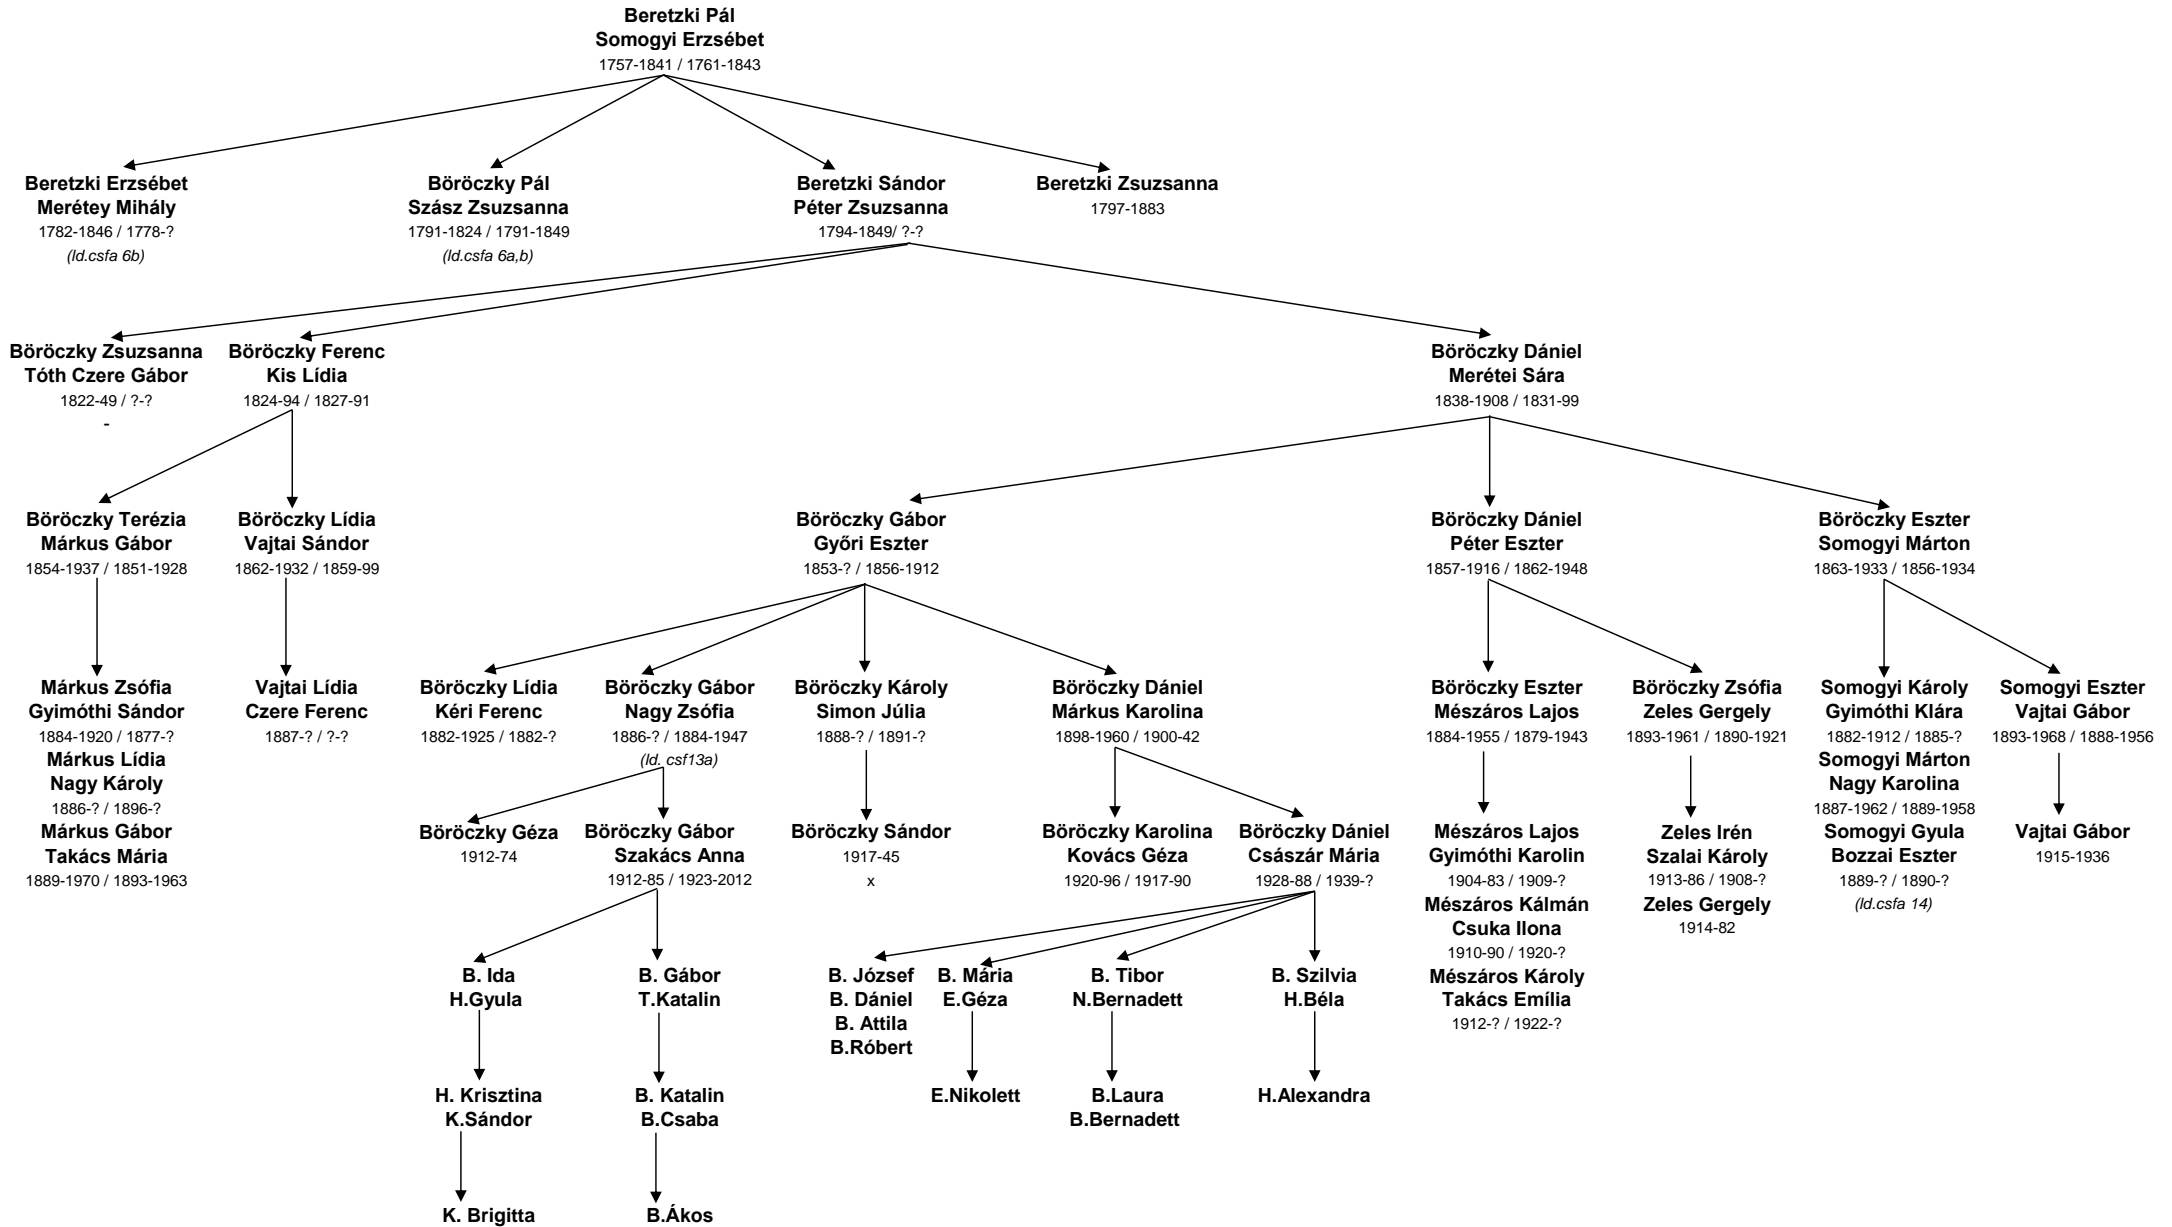 Beretzki Pál
Somogyi Erzsébet
1757-1841 / 1761-1843
Beretzki Erzsébet
Merétey Mihály
1782-1846 / 1778-?
(ld.csfa 6b)
Böröczky Pál
Szász Zsuzsanna
1791-1824 / 1791-1849
(ld.csfa 6a,b)
Beretzki Sándor
Péter Zsuzsanna
1794-1849/ ?-?
Beretzki Zsuzsanna
1797-1883
Böröczky Zsuzsanna
Tóth Czere Gábor
1822-49 / ?-?
-
Böröczky Ferenc
Kis Lídia
1824-94 / 1827-91
Böröczky Dániel
Merétei Sára
1838-1908 / 1831-99
Böröczky Terézia
Márkus Gábor
1854-1937 / 1851-1928
Böröczky Lídia
Vajtai Sándor
1862-1932 / 1859-99
Böröczky Gábor
Győri Eszter
1853-? / 1856-1912
Böröczky Dániel
Péter Eszter
1857-1916 / 1862-1948
Böröczky Eszter
Somogyi Márton
1863-1933 / 1856-1934
Márkus Zsófia
Gyimóthi Sándor
1884-1920 / 1877-?
Márkus Lídia
Nagy Károly
1886-? / 1896-?
Márkus Gábor
Takács Mária
1889-1970 / 1893-1963
Vajtai Lídia
Czere Ferenc
1887-? / ?-?
Böröczky Lídia
Kéri Ferenc
1882-1925 / 1882-?
Böröczky Gábor
Nagy Zsófia
1886-? / 1884-1947
(ld. csf13a)
Böröczky Károly
Simon Júlia
1888-? / 1891-?
Böröczky Dániel
Márkus Karolina
1898-1960 / 1900-42
Böröczky Eszter
Mészáros Lajos
1884-1955 / 1879-1943
Böröczky Zsófia
Zeles Gergely
1893-1961 / 1890-1921
Somogyi Károly
Gyimóthi Klára
1882-1912 / 1885-?
Somogyi Márton
Nagy Karolina
1887-1962 / 1889-1958
Somogyi Gyula
Bozzai Eszter
1889-? / 1890-?
(ld.csfa 14)
Somogyi Eszter
Vajtai Gábor
1893-1968 / 1888-1956
Böröczky Géza
1912-74
Böröczky Gábor
Szakács Anna
1912-85 / 1923-2012
Böröczky Sándor
1917-45
x
Böröczky Karolina
Kovács Géza
1920-96 / 1917-90
Böröczky Dániel
Császár Mária
1928-88 / 1939-?
Mészáros Lajos
Gyimóthi Karolin
1904-83 / 1909-?
Mészáros Kálmán
Csuka Ilona
1910-90 / 1920-?
Mészáros Károly
Takács Emília
1912-? / 1922-?
Zeles Irén
Szalai Károly
1913-86 / 1908-?
Zeles Gergely
1914-82
Vajtai Gábor
1915-1936
B. Ida
H.Gyula
B. Gábor
T.Katalin
B. József
B. Dániel
B. Attila
B.Róbert
B. Mária
E.Géza
B. Tibor
N.Bernadett
B. Szilvia
H.Béla
H. Krisztina
K.Sándor
B. Katalin
B.Csaba
E.Nikolett
B.Laura
B.Bernadett
H.Alexandra
K. Brigitta
B.Ákos